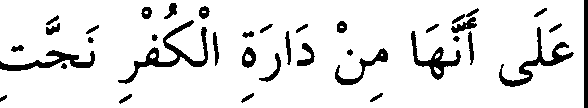 عَلَى أَنَّهَا مِنْ دَارَةِ الْكُفْرِ نَجَّتِ